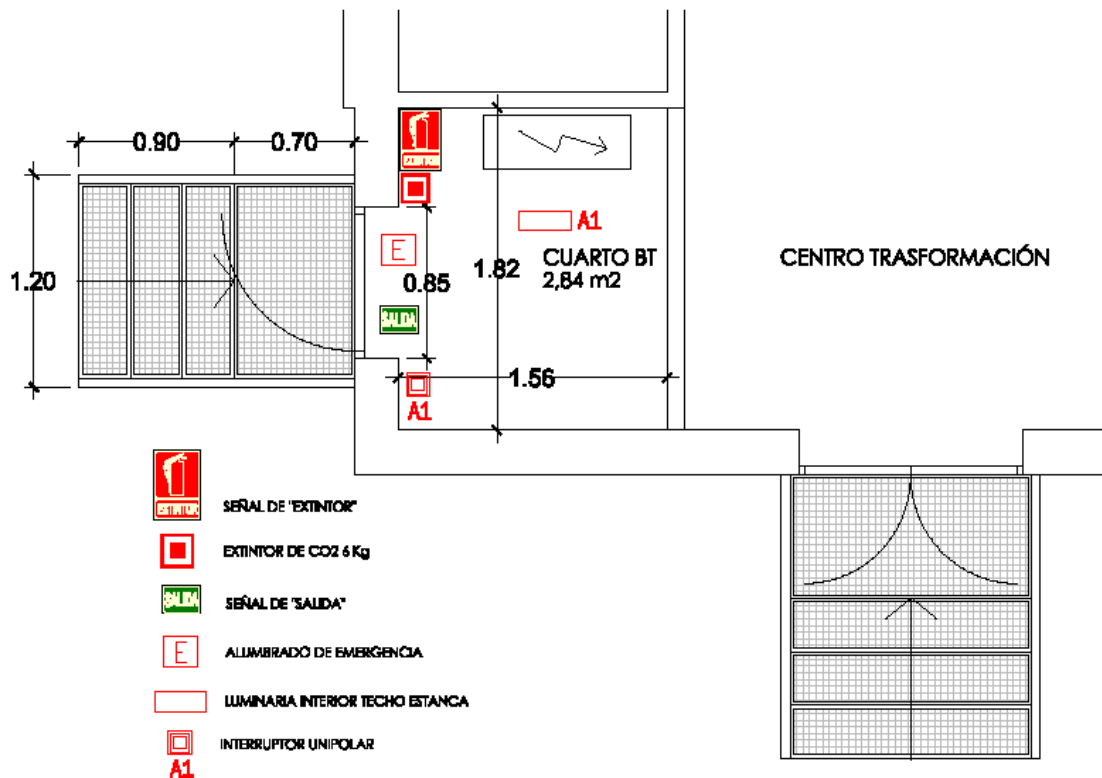 EXTINTOR
0.90
0.70
E
A1
1.20
1.82
0.85
CUARTO BT
2,84 m2
CENTRO TRASFORMACIÓN
SALIDA
1.56
A1
EXTINTOR
SEÑAL DE "EXTINTOR"
EXTINTOR DE CO2 6 Kg
SALIDA
SEÑAL DE "SALIDA"
E
ALUMBRADO DE EMERGENCIA
LUMINARIA INTERIOR TECHO ESTANCA
INTERRUPTOR UNIPOLAR
A1